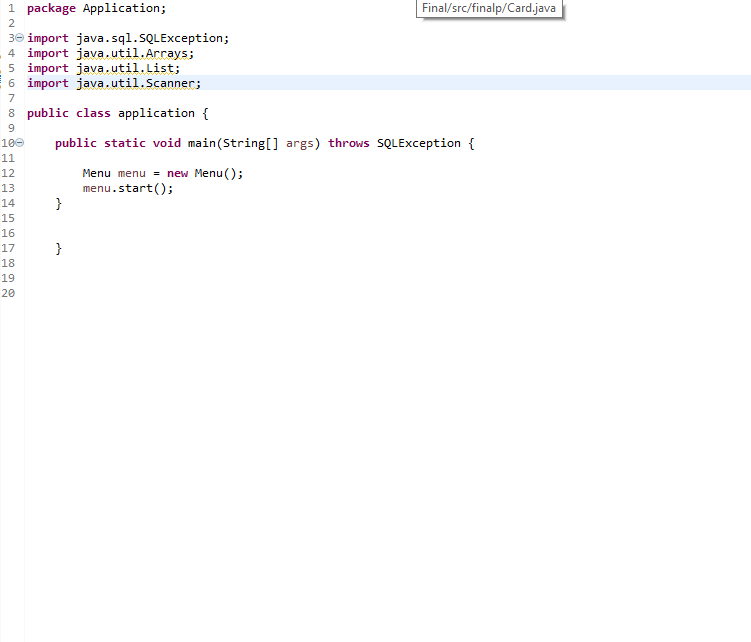 Final/src/finalp/Card.java
1 package Application;
2
3 import java.sql.SQLException;
4 import java.util.Arrays;
5 import java.util.List;
6 import java.util.Scanner;
7
8 public class application {
9
10 public static void main(String[] args) throws SQLException {
11
12 Menu menu = new Menu();
13 menu.start();
14 }
15
16
17 }
18
19
20